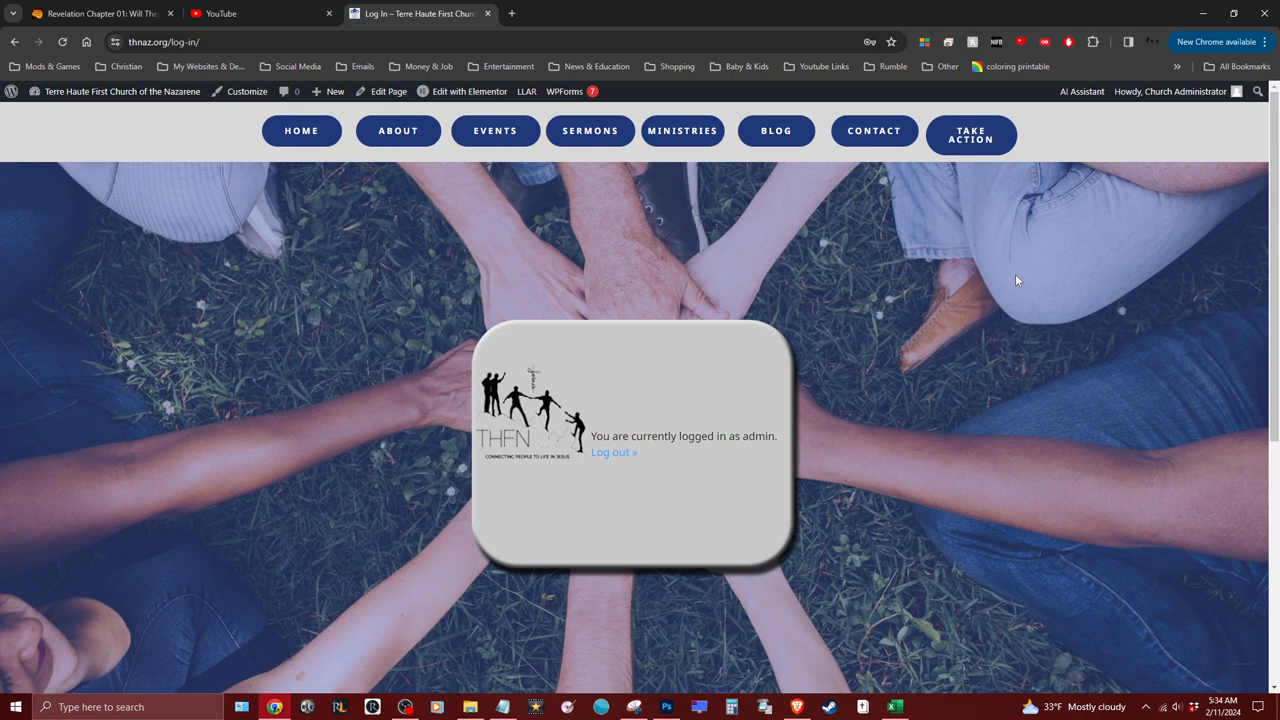 Revelation Chapter 01: Will The
YouTube
Log In – Terre Haute First Churc
thnaz.org/log-in/
NIFB
New Chrome available
Mods & Games
Christian
My Websites & De...
Social Media
Emails
Money & Job
Entertainment
News & Education
Shopping
Baby & Kids
Youtube Links
Rumble
Other
coloring printable
»
All Bookmarks
Terre Haute First Church of the Nazarene
Customize
0
New
Edit Page
Edit with Elementor
LLAR
WPForms
7
AI Assistant
Howdy, Church Administrator
HOME
ABOUT
EVENTS
SERMONS
MINISTRIES
BLOG
CONTACT
TAKE
ACTION
THFN
CONNECTING PEOPLE TO LIFE IN JESUS
You are currently logged in as admin.
Log out »
Type here to search
33°F Mostly cloudy
5:34 AM
2/11/2024